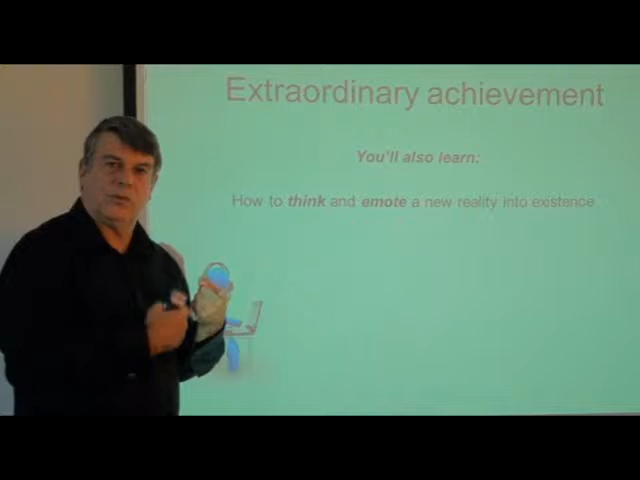 Extraordinary achievement
You'll also learn:
How to think and emote a new reality into existence